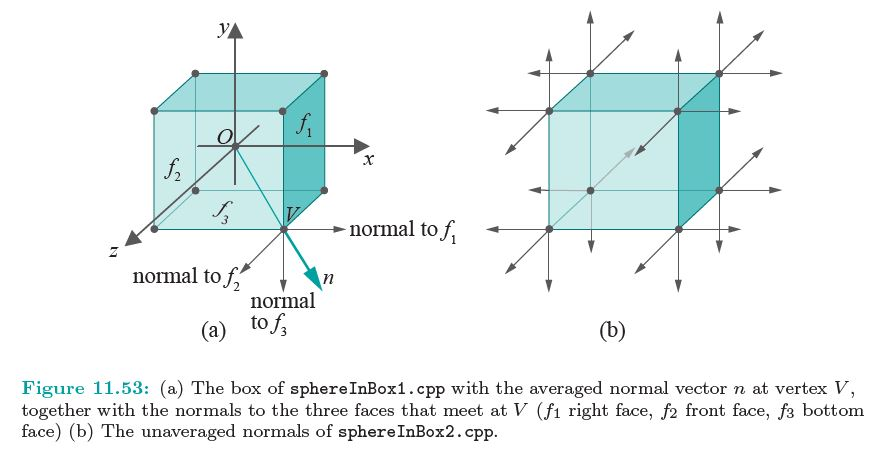 y
O
f1
x
f2
f3
V
z
normal to f1
normal to f2
n
normal
to f3
(a)
(b)
Figure 11.53: (a) The box of sphereInBox1.cpp with the averaged normal vector n at vertex V,
together with the normals to the three faces that meet at V (f1 right face, f2 front face, f3 bottom
face) (b) The unaveraged normals of sphereInBox2.cpp.